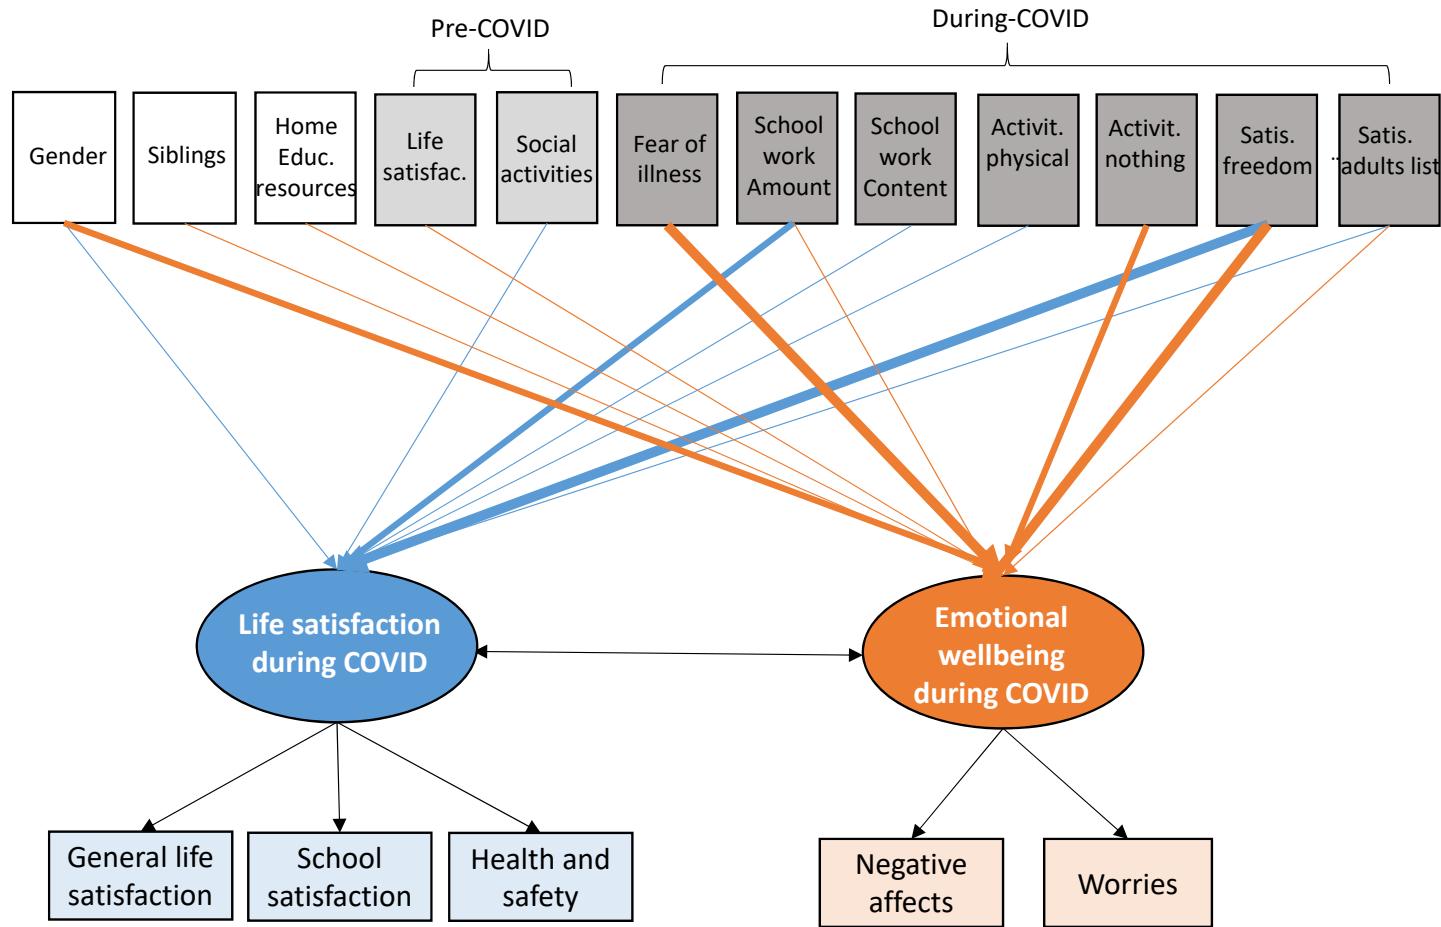 Pre-COVID
During-COVID
Gender
Siblings
Home
Educ.
resources
Life
satisfac.
Social
activities
Fear of
illness
School
work
Amount
School
work
Content
Activit.
physical
Activit.
nothing
Satis.
freedom
Satis.
¨adults list
Life satisfaction
during COVID
Emotional
wellbeing
during COVID
General life
satisfaction
School
satisfaction
Health and
safety
Negative
affects
Worries